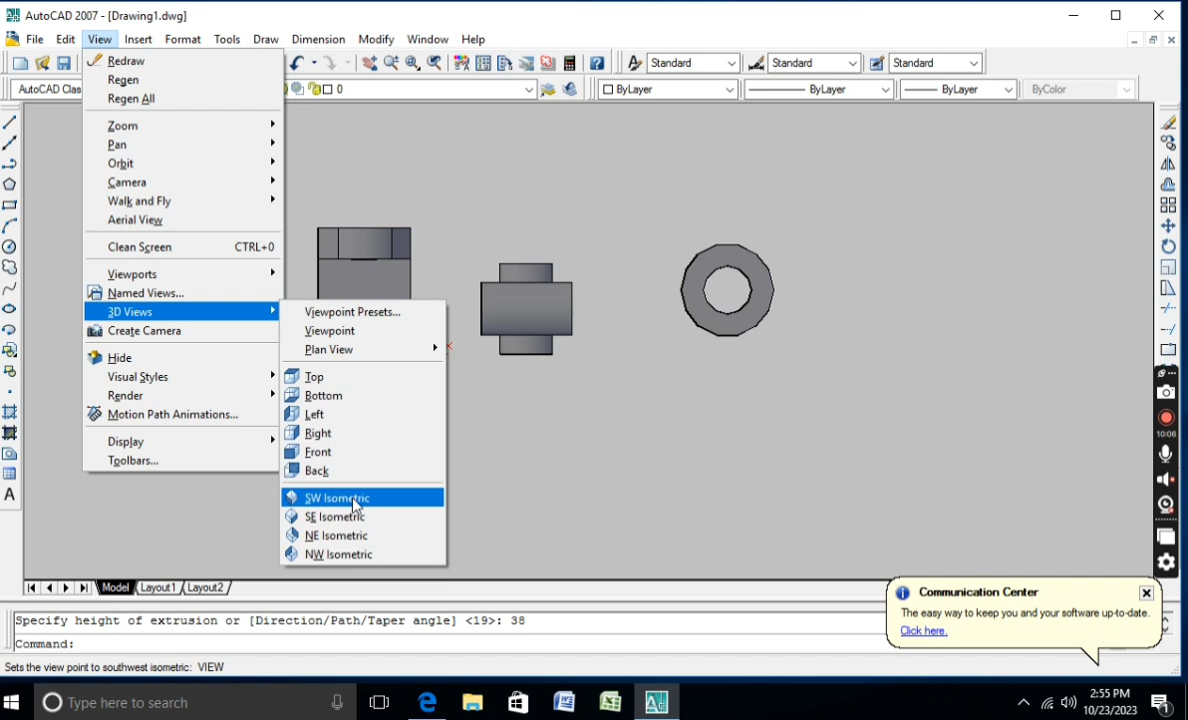 AutoCAD 2007 - [Drawing1.dwg]
File Edit View Insert Format Tools Draw Dimension Modify Window Help
Standard Standard Standard
AutoCAD Clas 0 ByLayer ByLayer ByLayer ByColor
Redraw
Regen
Regen All
Zoom
Pan
Orbit
Camera
Walk and Fly
Aerial View
Clean Screen CTRL+0
Viewports
Named Views...
3D Views
Create Camera
Hide
Visual Styles
Render
Motion Path Animations...
Display
Toolbars...
Viewpoint Presets...
Viewpoint
Plan View
Top
Bottom
Left
Right
Front
Back
SW Isometric
SE Isometric
NE Isometric
NW Isometric
A
10:06
Model Layout1 Layout2
Communication Center
The easy way to keep you and your software up-to-date.
Click here.
Specify height of extrusion or [Direction/Path/Taper angle] <19>: 38
Command:
Sets the view point to southwest isometric: VIEW
Type here to search
2:55 PM
10/23/2023
1